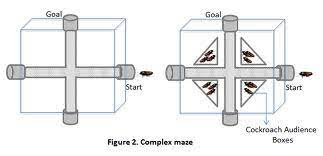 Goal
Goal
Start
Start
Cockroach Audience
Boxes
Figure 2. Complex maze